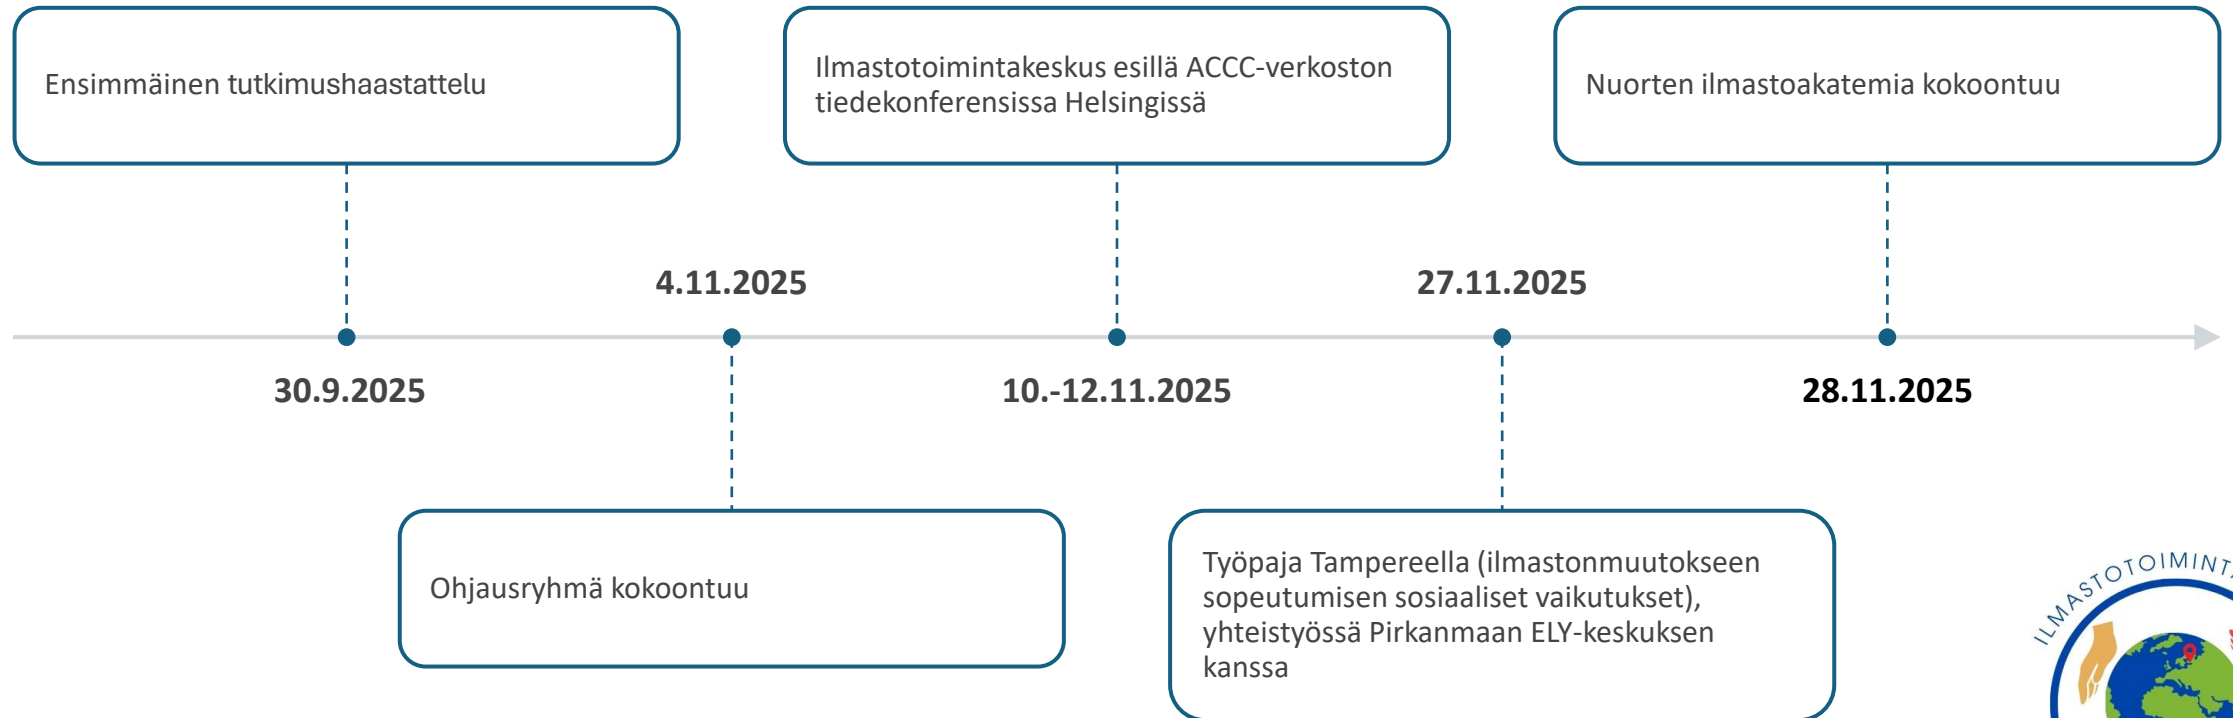 Ensimmäinen tutkimushaastattelu
Ilmastotoimintakeskus esillä ACCC-verkoston
tiedekonferensissa Helsingissä
Nuorten ilmastoakatemia kokoontuu
4.11.2025
27.11.2025
30.9.2025
10.-12.11.2025
28.11.2025
Ohjausryhmä kokoontuu
Työpaja Tampereella (ilmastonmuutokseen
sopeutumisen sosiaaliset vaikutukset),
yhteistyössä Pirkanmaan ELY-keskuksen
kanssa